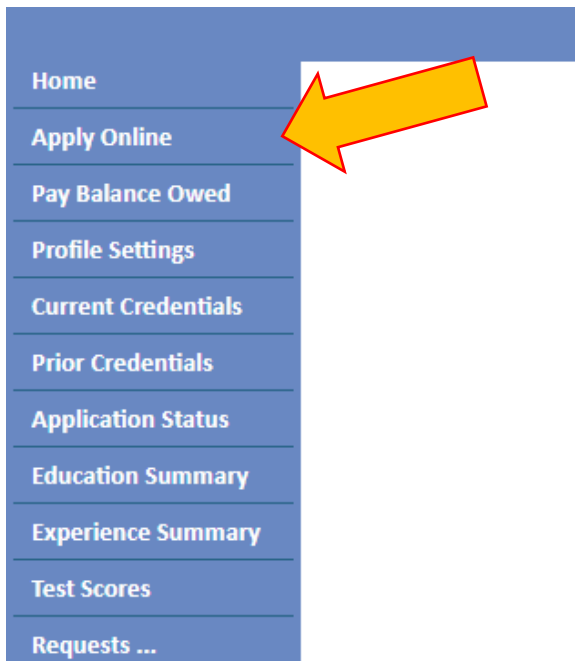 Home
Apply Online
Pay Balance Owed
Profile Settings
Current Credentials
Prior Credentials
Application Status
Education Summary
Experience Summary
Test Scores
Requests ...